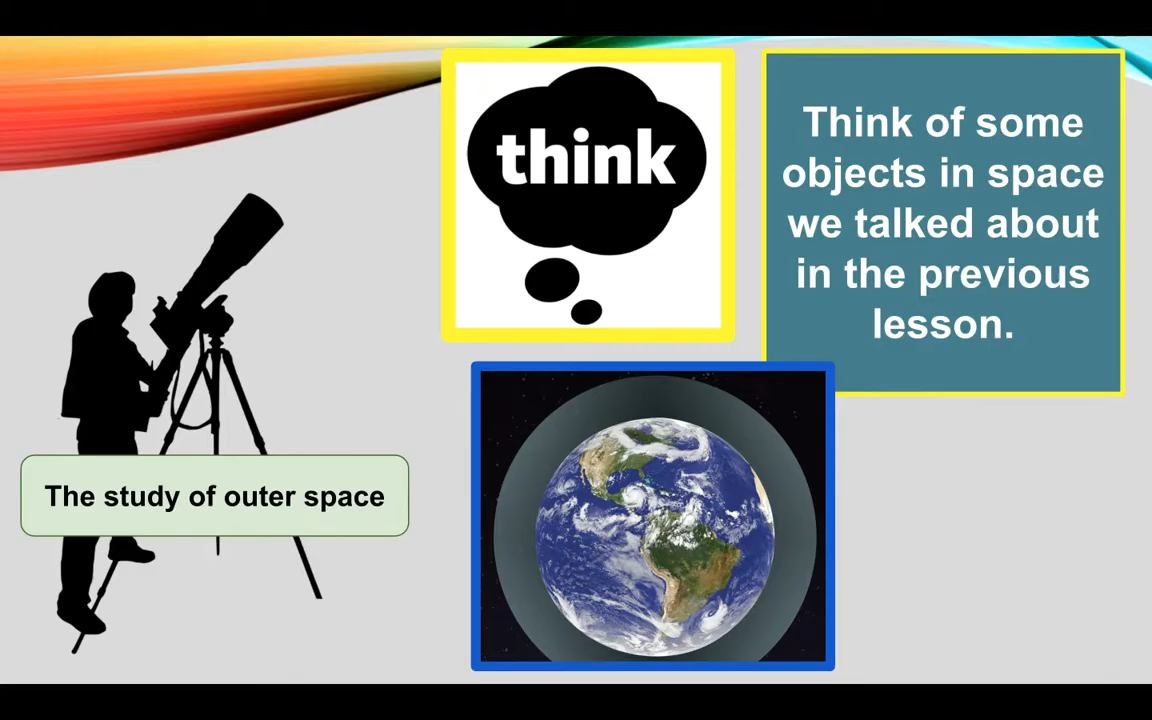 think
Think of some
objects in space
we talked about
in the previous
lesson.
The study of outer space